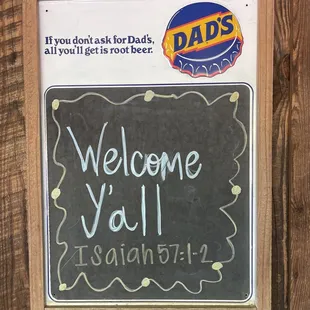 If you don't ask for Dad's,
all you'll get is root beer.
DAD'S
Welcome
Y'all
Isaiah 57:1-2